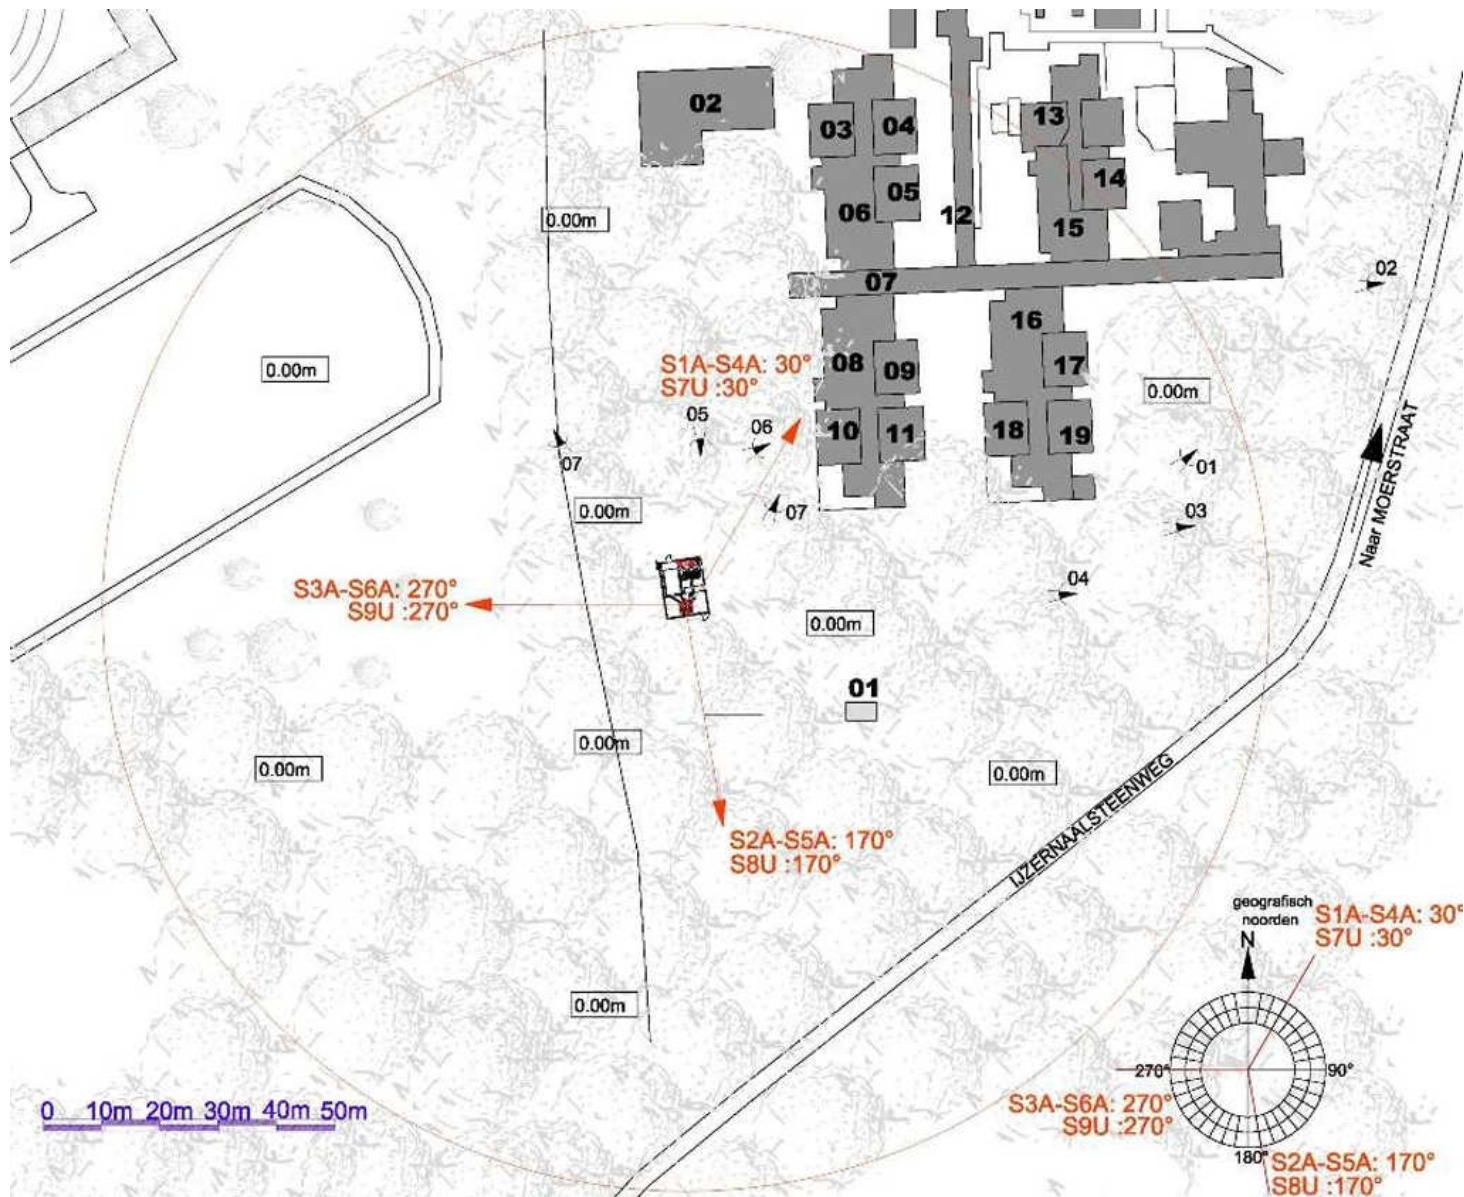 02
03
04
13
05
14
06
12
15
0.00m
07
02
16
S1A-S4A: 30°
S7U :30°
08
09
17
0.00m
0.00m
05
06
10
11
18
19
07
01
0.00m
07
03
Naar MOERSTRAAT
S3A-S6A: 270°
S9U :270°
04
0.00m
01
0.00m
0.00m
0.00m
IJZERNAALSTEENWEG
S2A-S5A: 170°
S8U :170°
geografisch
noorden
N
S1A-S4A: 30°
S7U :30°
0.00m
270°
90°
S3A-S6A: 270°
S9U :270°
180°
S2A-S5A: 170°
S8U :170°
0 10m 20m 30m 40m 50m